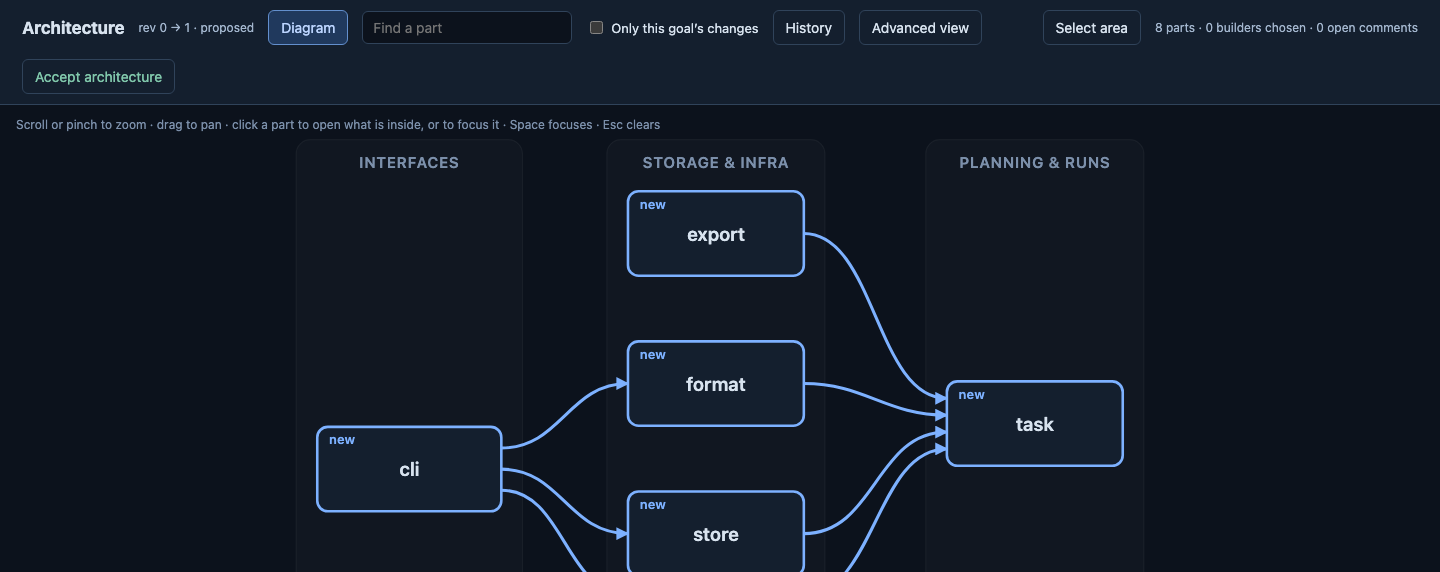 Architecture rev 0 → 1 · proposed Diagram Find a part Only this goal's changes History Advanced view Select area 8 parts · 0 builders chosen · 0 open comments
Accept architecture
Scroll or pinch to zoom · drag to pan · click a part to open what is inside, or to focus it · Space focuses · Esc clears
INTERFACES STORAGE & INFRA PLANNING & RUNS
new
export
new
format
new
task
new
cli
new
store